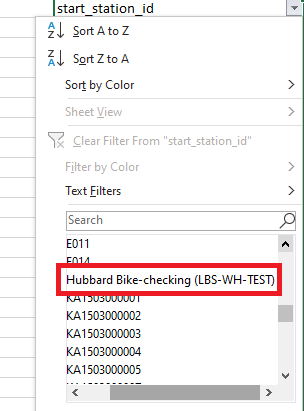 start_station_id
Sort A to Z
Sort Z to A
Sort by Color
Sheet View
Clear Filter From "start_station_id"
Filter by Color
Text Filters
Search
E011
E014
Hubbard Bike-checking (LBS-WH-TEST)
KA1503000001
KA1503000002
KA1503000003
KA1503000004
KA1503000005